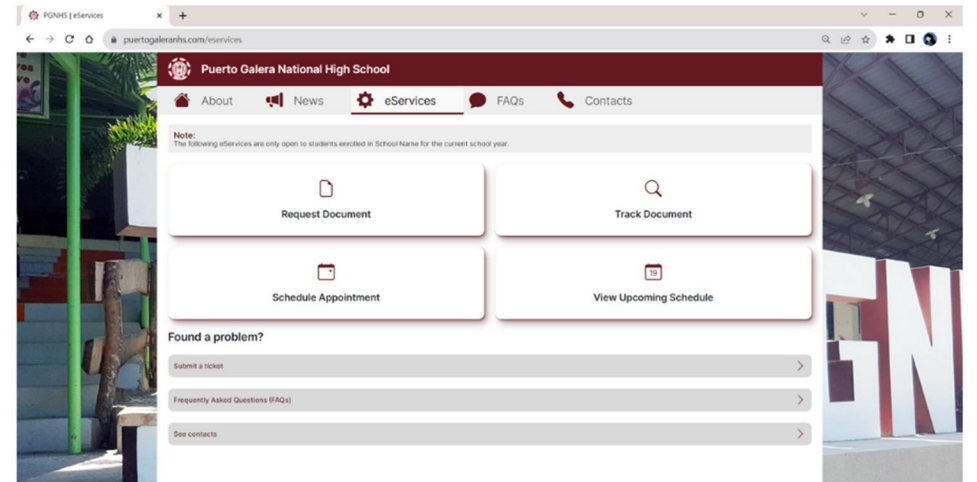 PGNHS | eServices
puertogaleranhs.com/eservices
Puerto Galera National High School
About News eServices FAQs Contacts
Note:
The following eServices are only open to students enrolled in School Name for the current school year.
Request Document
Track Document
Schedule Appointment
19
View Upcoming Schedule
Found a problem?
Submit a ticket
Frequently Asked Questions (FAQs)
See contacts
GN